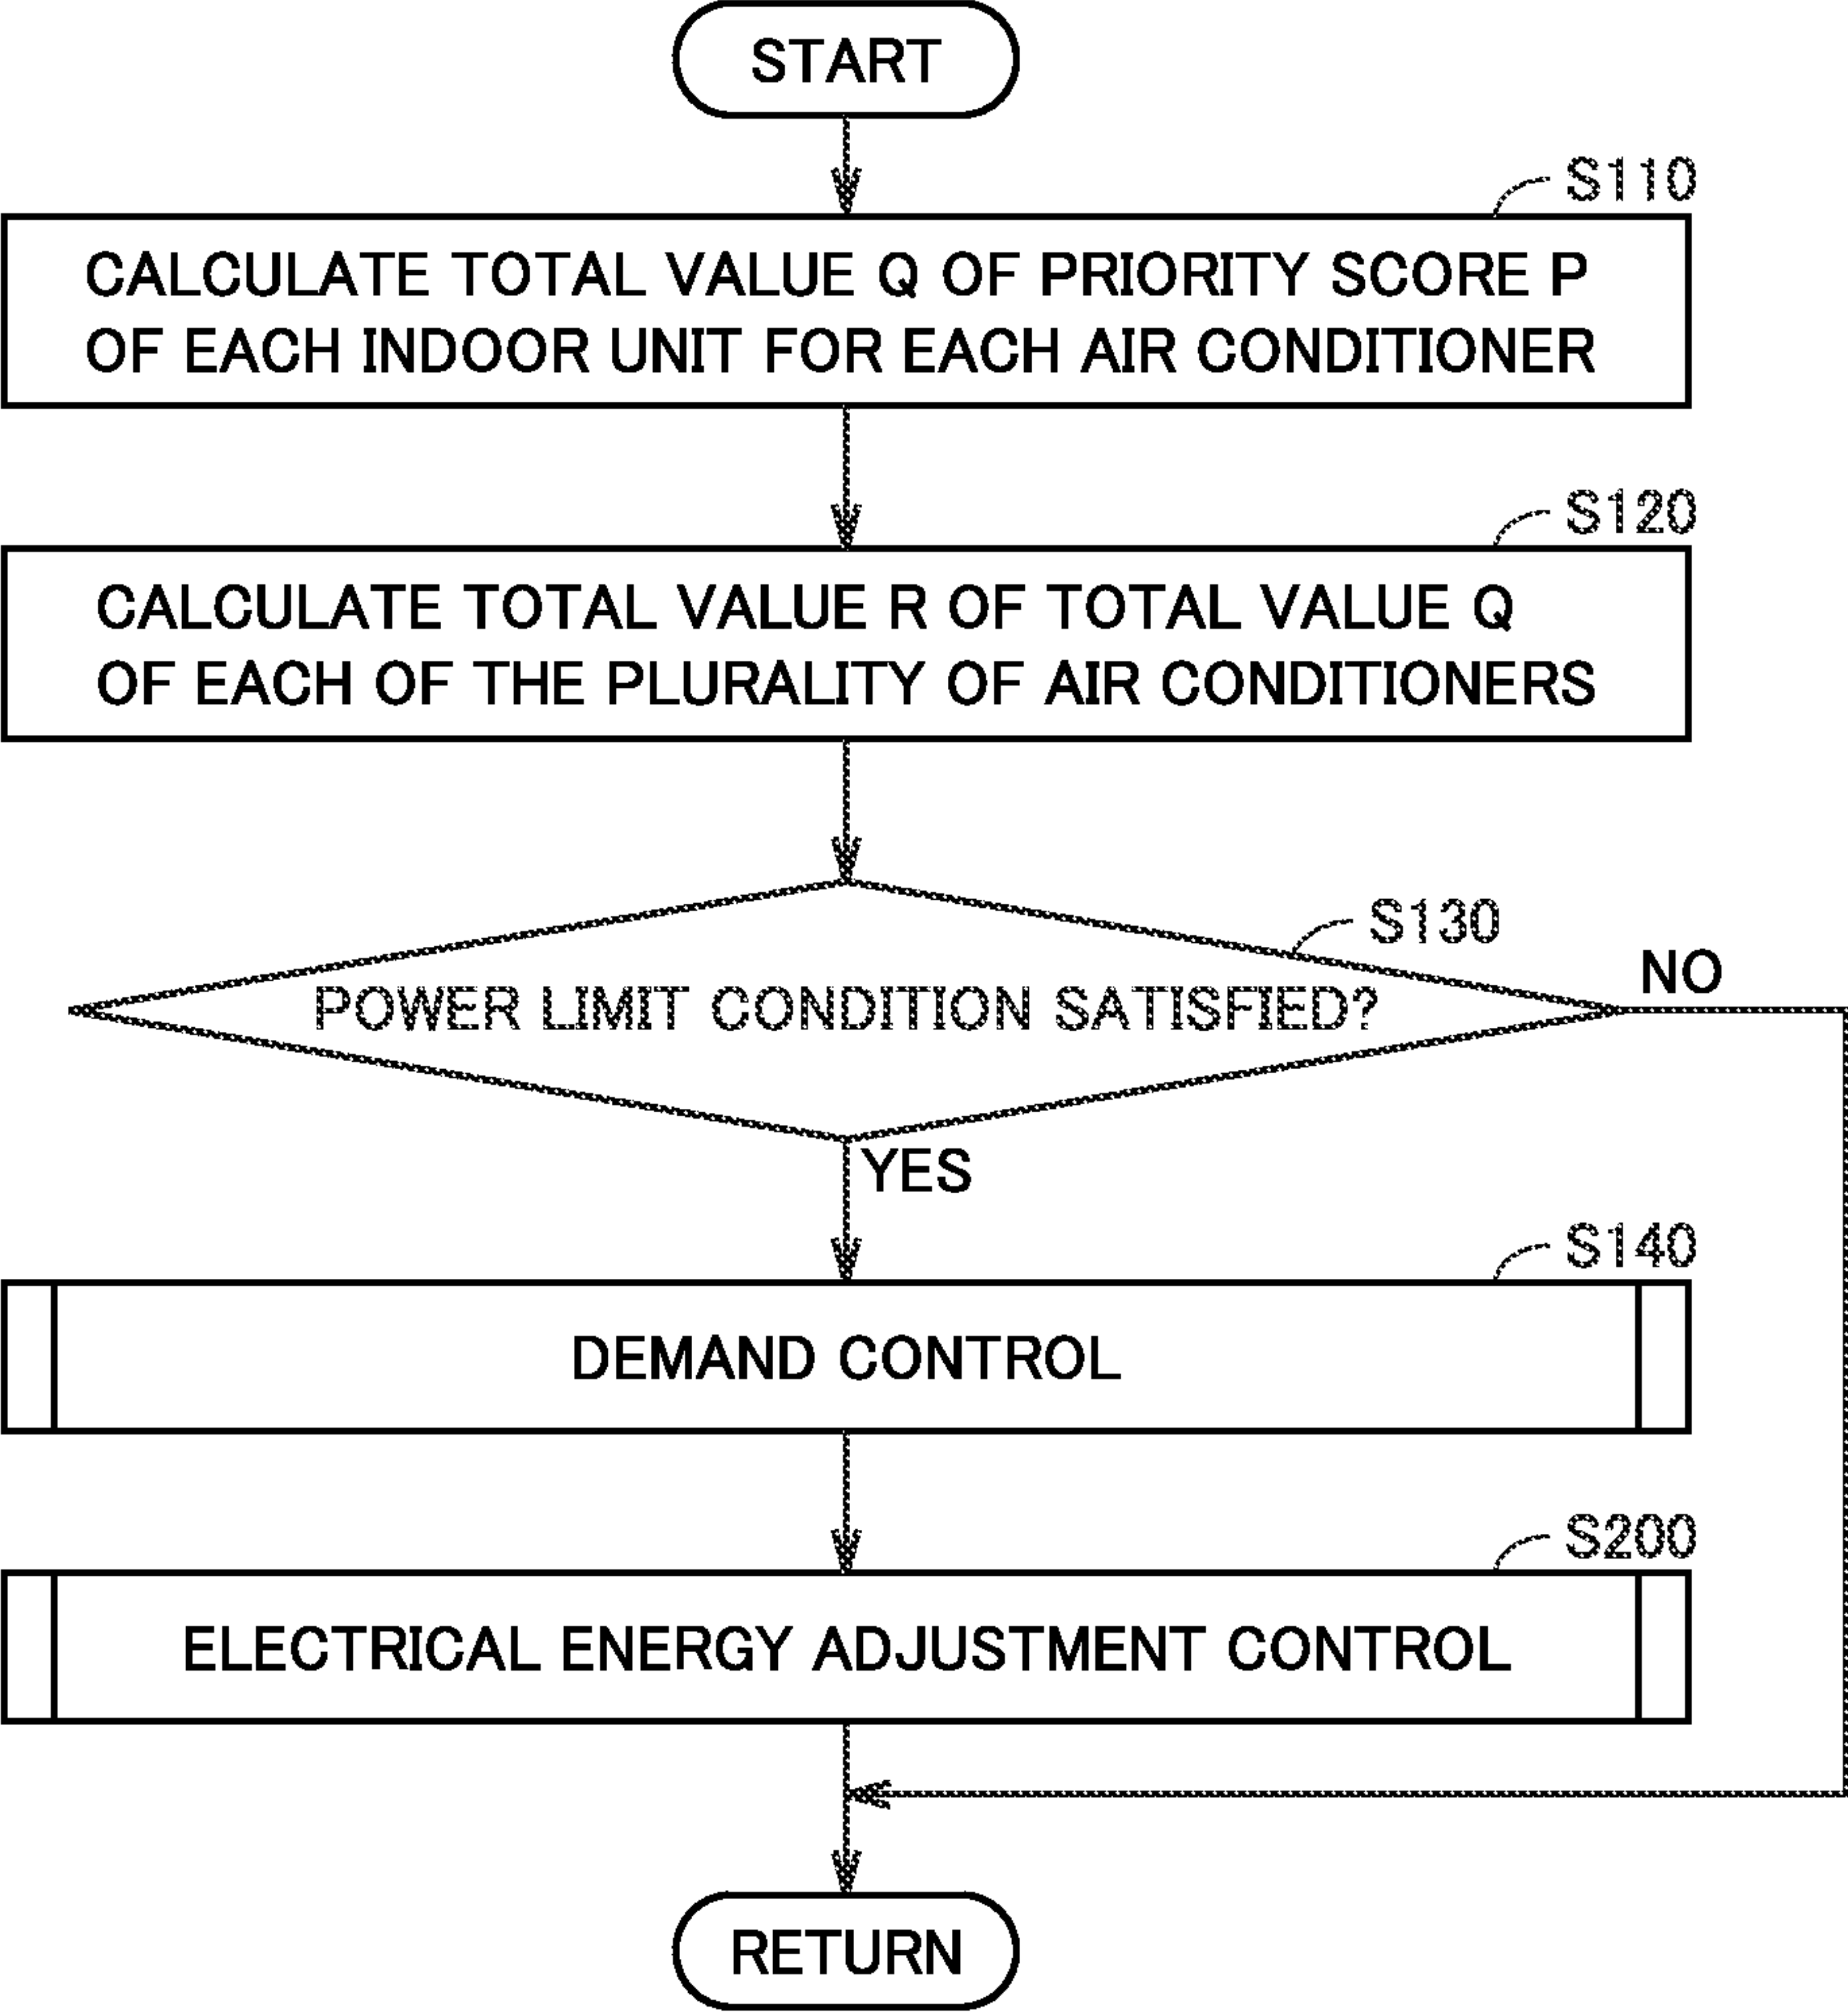 START
S110
CALCULATE TOTAL VALUE Q OF PRIORITY SCORE P
OF EACH INDOOR UNIT FOR EACH AIR CONDITIONER
S120
CALCULATE TOTAL VALUE R OF TOTAL VALUE Q
OF EACH OF THE PLURALITY OF AIR CONDITIONERS
S130
NO
POWER LIMIT CONDITION SATISFIED?
YES
S140
DEMAND CONTROL
S200
ELECTRICAL ENERGY ADJUSTMENT CONTROL
RETURN